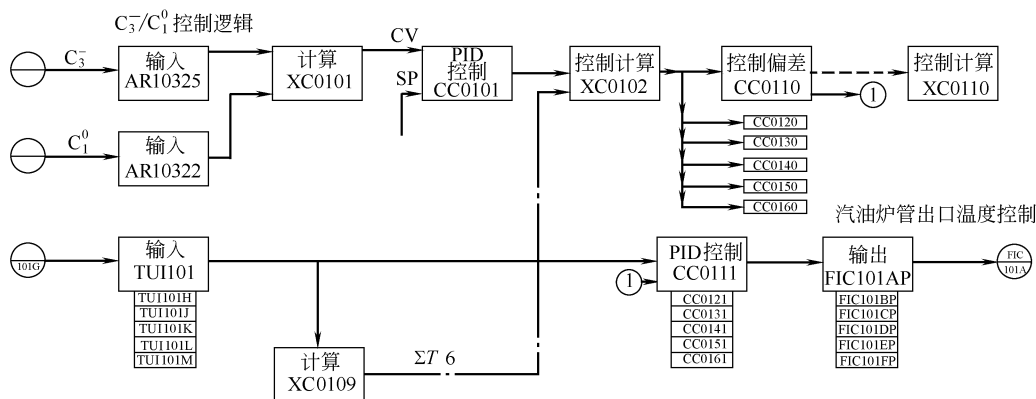 C₃⁻/C₁⁰ 控制逻辑
C₃⁻
输入
AR10325
计算
XC0101
CV
SP
PID
控制
CC0101
控制计算
XC0102
控制偏差
CC0110
1
控制计算
XC0110
C₁⁰
输入
AR10322
CC0120
CC0130
CC0140
CC0150
CC0160
汽油炉管出口温度控制
101G
输入
TUI101
TUI101H
TUI101J
TUI101K
TUI101L
TUI101M
1
PID控制
CC0111
CC0121
CC0131
CC0141
CC0151
CC0161
输出
FIC101AP
FIC101BP
FIC101CP
FIC101DP
FIC101EP
FIC101FP
FIC
101A
计算
XC0109
ΣT 6